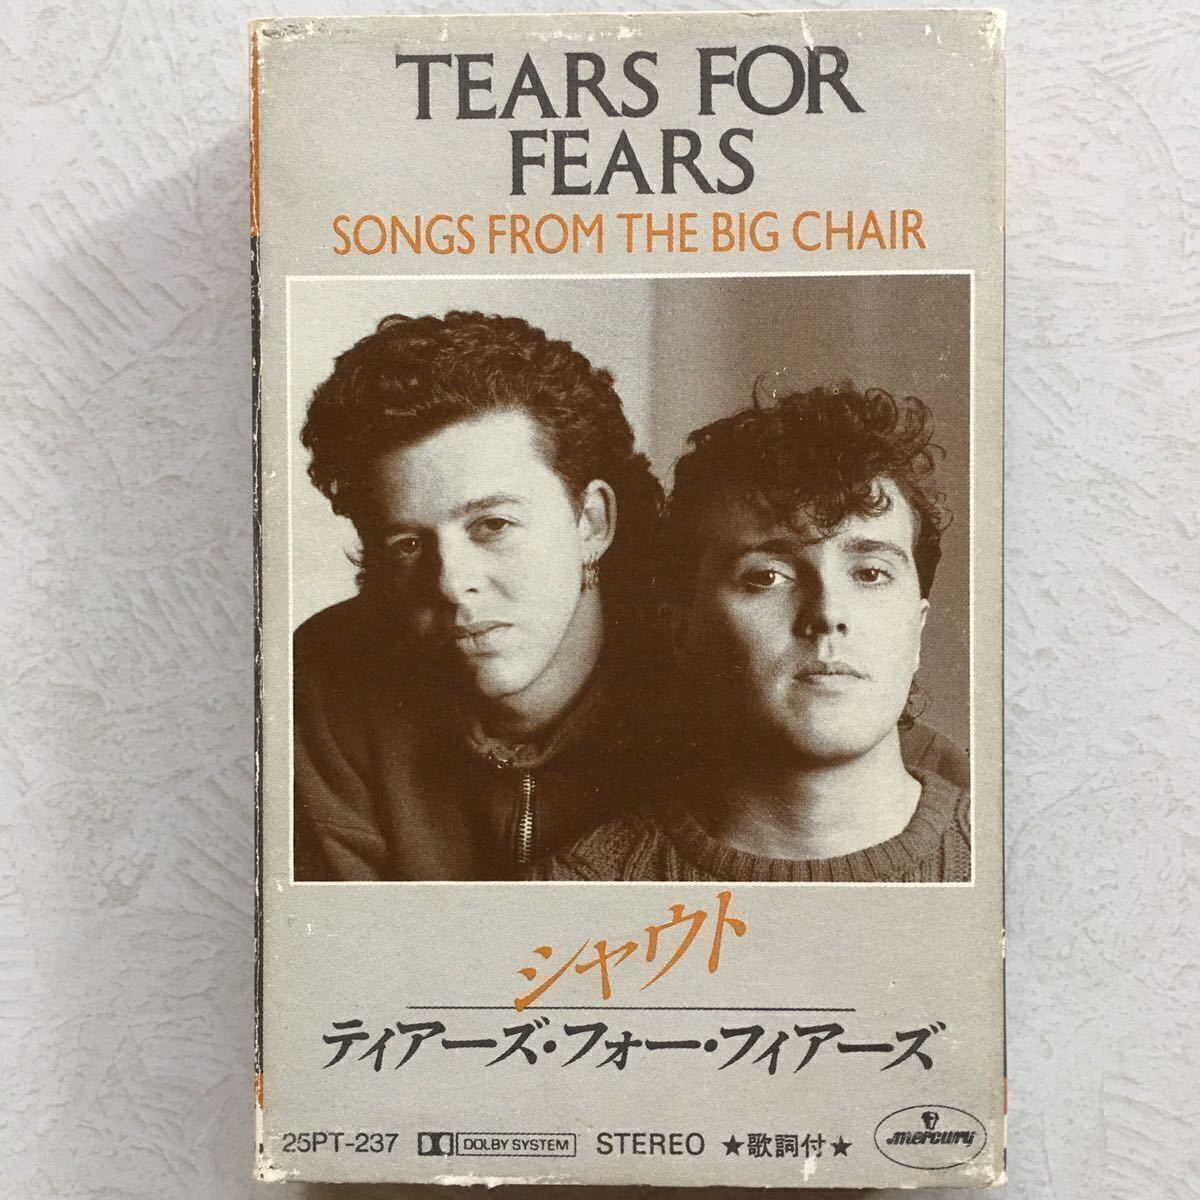 TEARS FOR
FEARS
SONGS FROM THE BIG CHAIR
シャウト
ティアーズ・フォー・フィアーズ
25PT-237 DOLBY SYSTEM STEREO ★歌詞付★ mercury